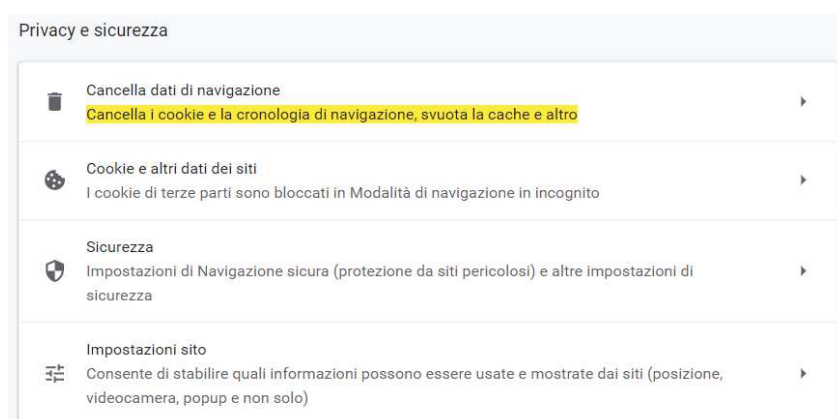 Privacy e sicurezza
Cancella dati di navigazione
Cancella i cookie e la cronologia di navigazione, svuota la cache e altro
Cookie e altri dati dei siti
I cookie di terze parti sono bloccati in Modalità di navigazione in incognito
Sicurezza
Impostazioni di Navigazione sicura (protezione da siti pericolosi) e altre impostazioni di
sicurezza
Impostazioni sito
Consente di stabilire quali informazioni possono essere usate e mostrate dai siti (posizione,
videocamera, popup e non solo)